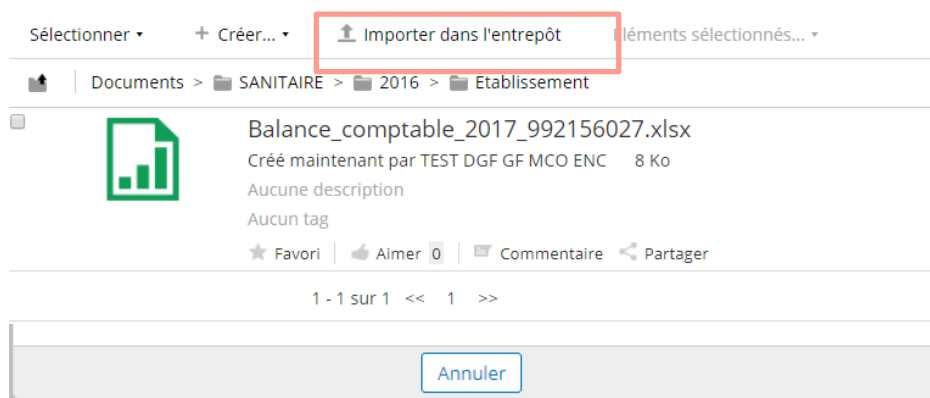 Sélectionner ▾ + Créer... ▾ Importer dans l'entrepôt Éléments sélectionnés... ▾
Documents > SANITAIRE > 2016 > Etablissement
Balance_comptable_2017_992156027.xlsx
Créé maintenant par TEST DGF GF MCO ENC 8 Ko
Aucune description
Aucun tag
Favori Aimer 0 Commentaire Partager
1 - 1 sur 1 << 1 >>
Annuler